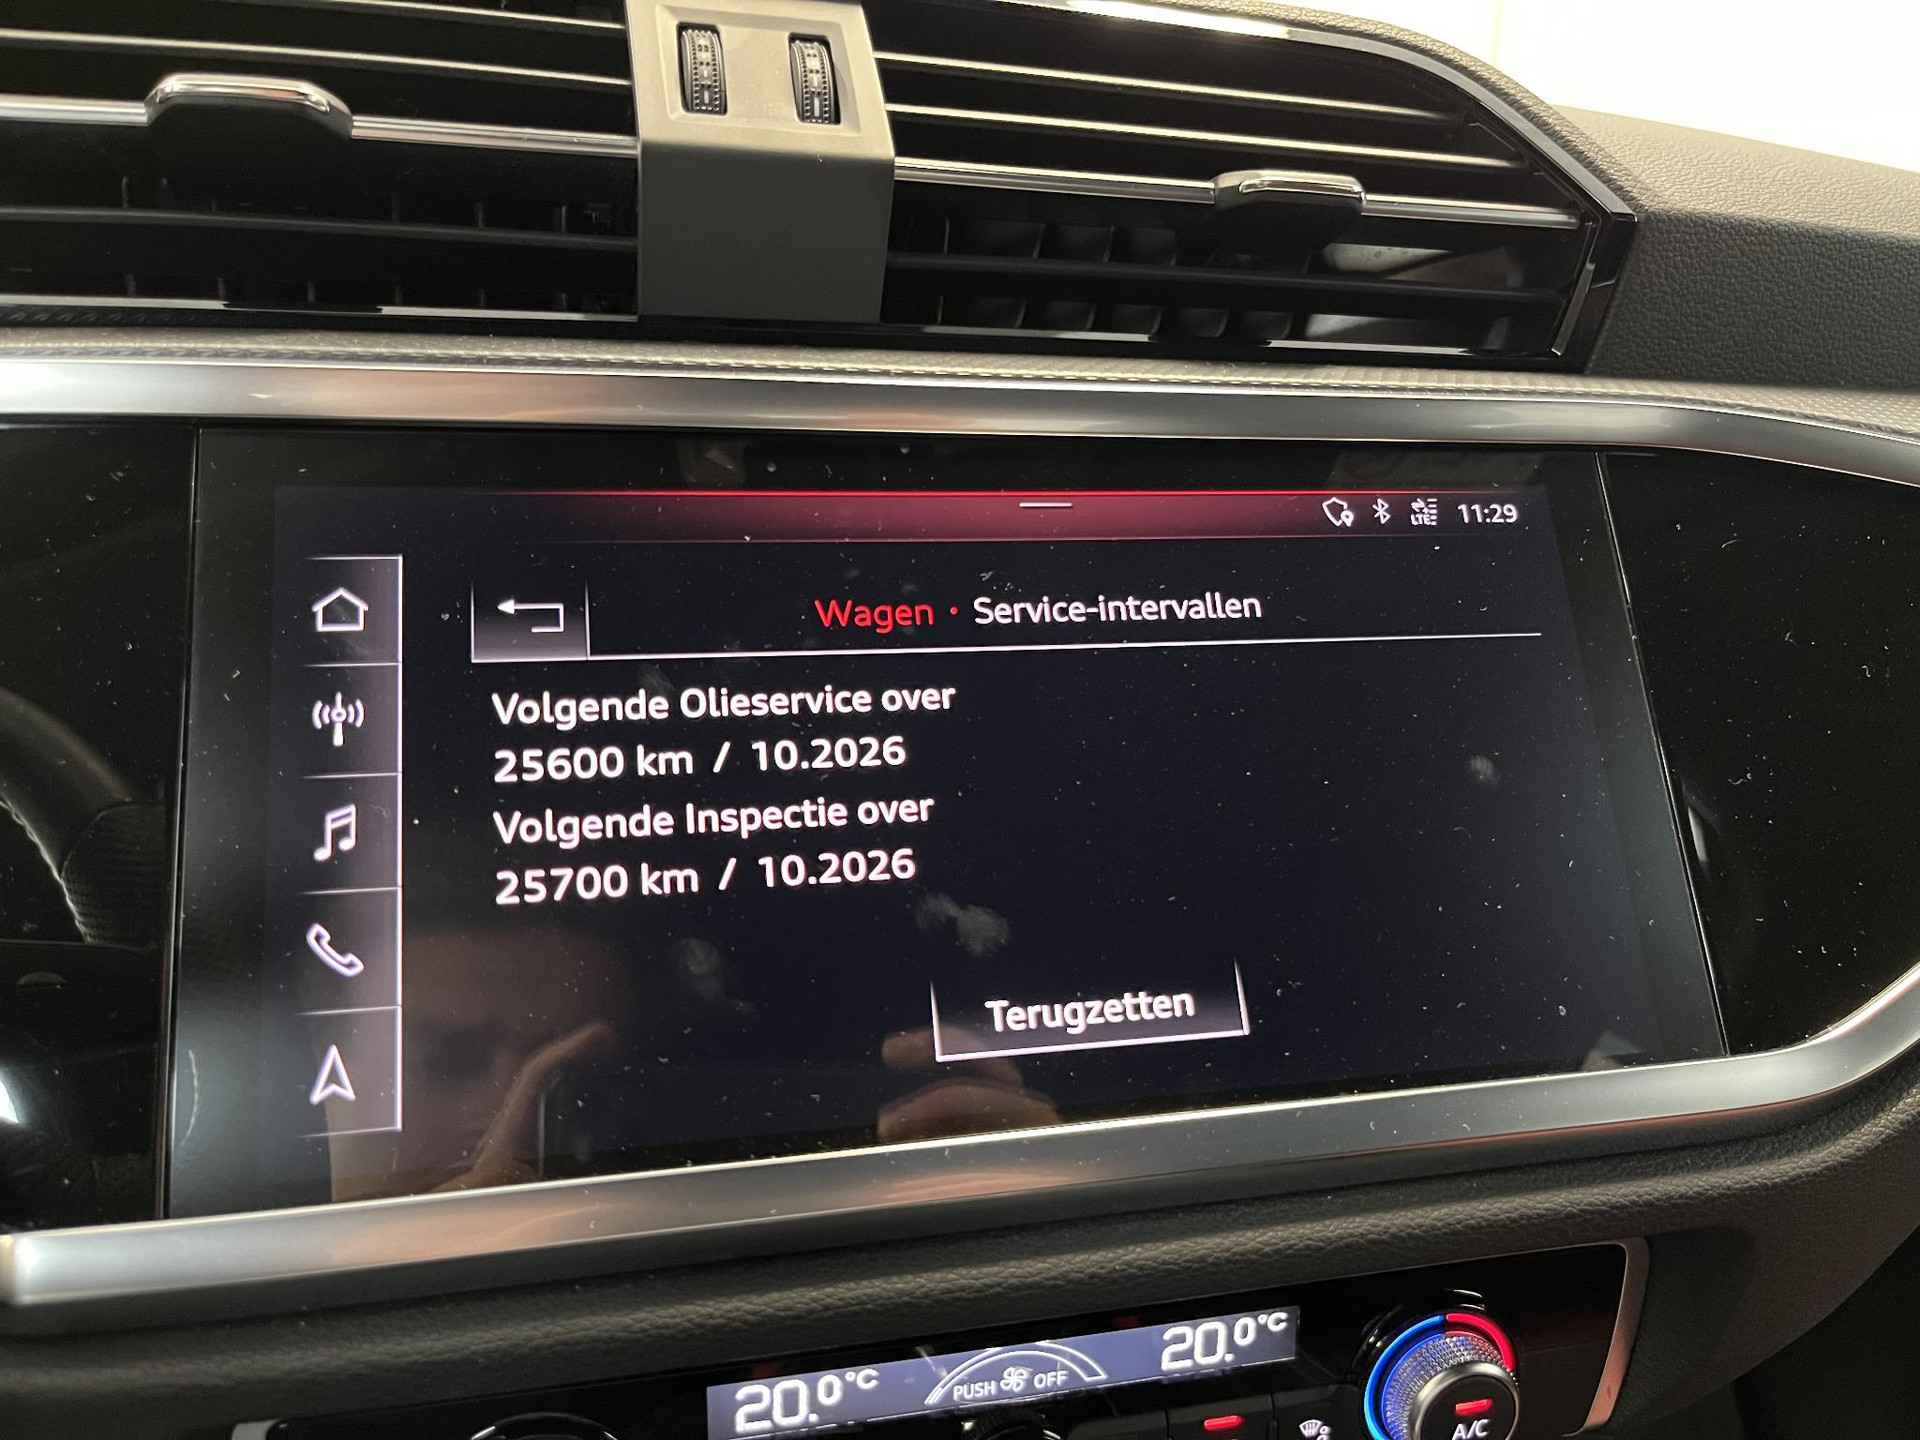 LTE 11:29
Wagen • Service-intervallen
Volgende Olieservice over
25600 km / 10.2026
Volgende Inspectie over
25700 km / 10.2026
Terugzetten
20.0°C PUSH OFF 20.0°C
A/C